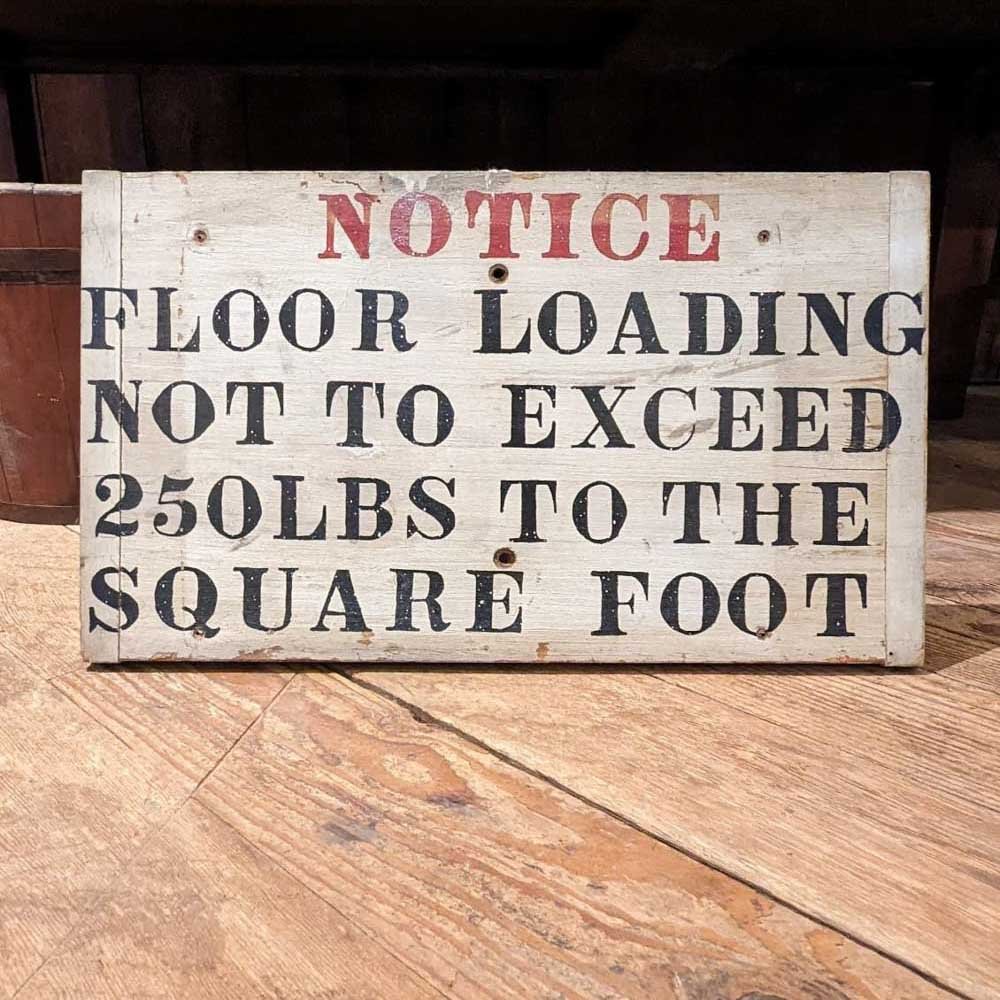 NOTICE
FLOOR LOADING
NOT TO EXCEED
250LBS TO THE
SQUARE FOOT